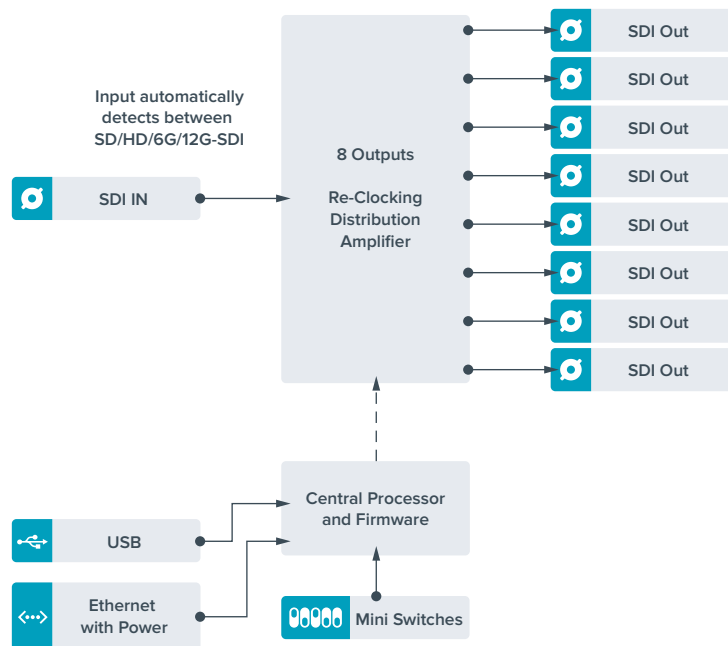 Input automatically
detects between
SD/HD/6G/12G-SDI
SDI IN
8 Outputs
Re-Clocking
Distribution
Amplifier
SDI Out
SDI Out
SDI Out
SDI Out
SDI Out
SDI Out
SDI Out
SDI Out
Central Processor
and Firmware
USB
Ethernet
with Power
Mini Switches